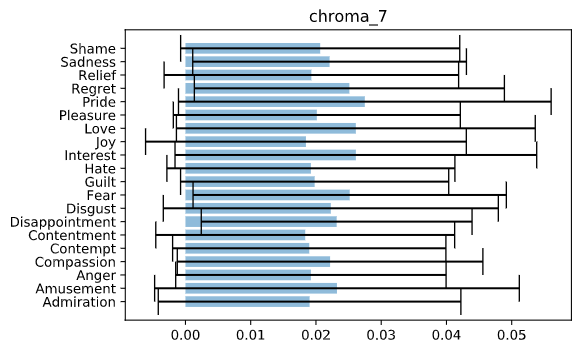 chroma_7
Shame
Sadness
Relief
Regret
Pride
Pleasure
Love
Joy
Interest
Hate
Guilt
Fear
Disgust
Disappointment
Contentment
Contempt
Compassion
Anger
Amusement
Admiration
0.00 0.01 0.02 0.03 0.04 0.05